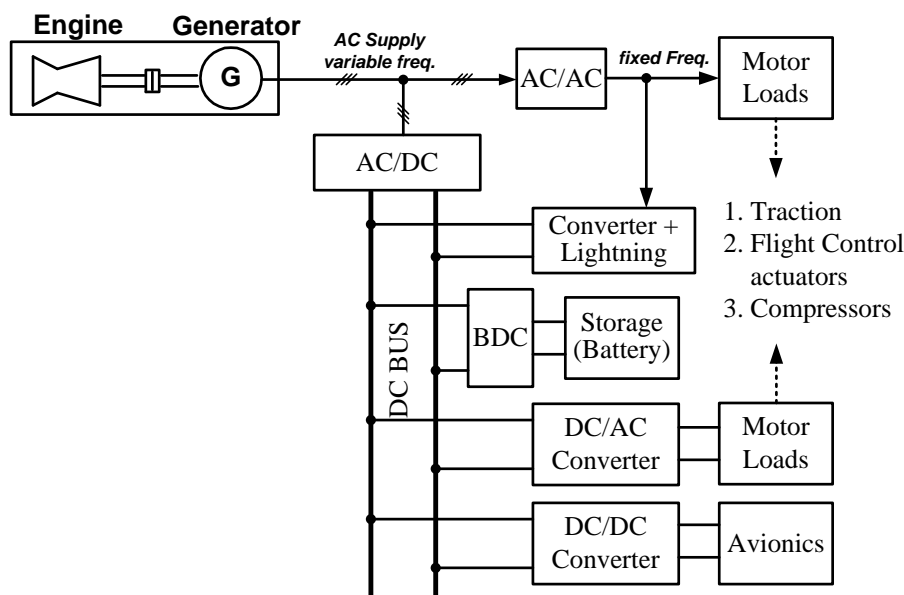 Engine
Generator
G
AC Supply
variable freq.
AC/AC
fixed Freq.
Motor
Loads
AC/DC
Converter +
Lightning
1. Traction
2. Flight Control
actuators
3. Compressors
DC BUS
BDC
Storage
(Battery)
DC/AC
Converter
Motor
Loads
DC/DC
Converter
Avionics